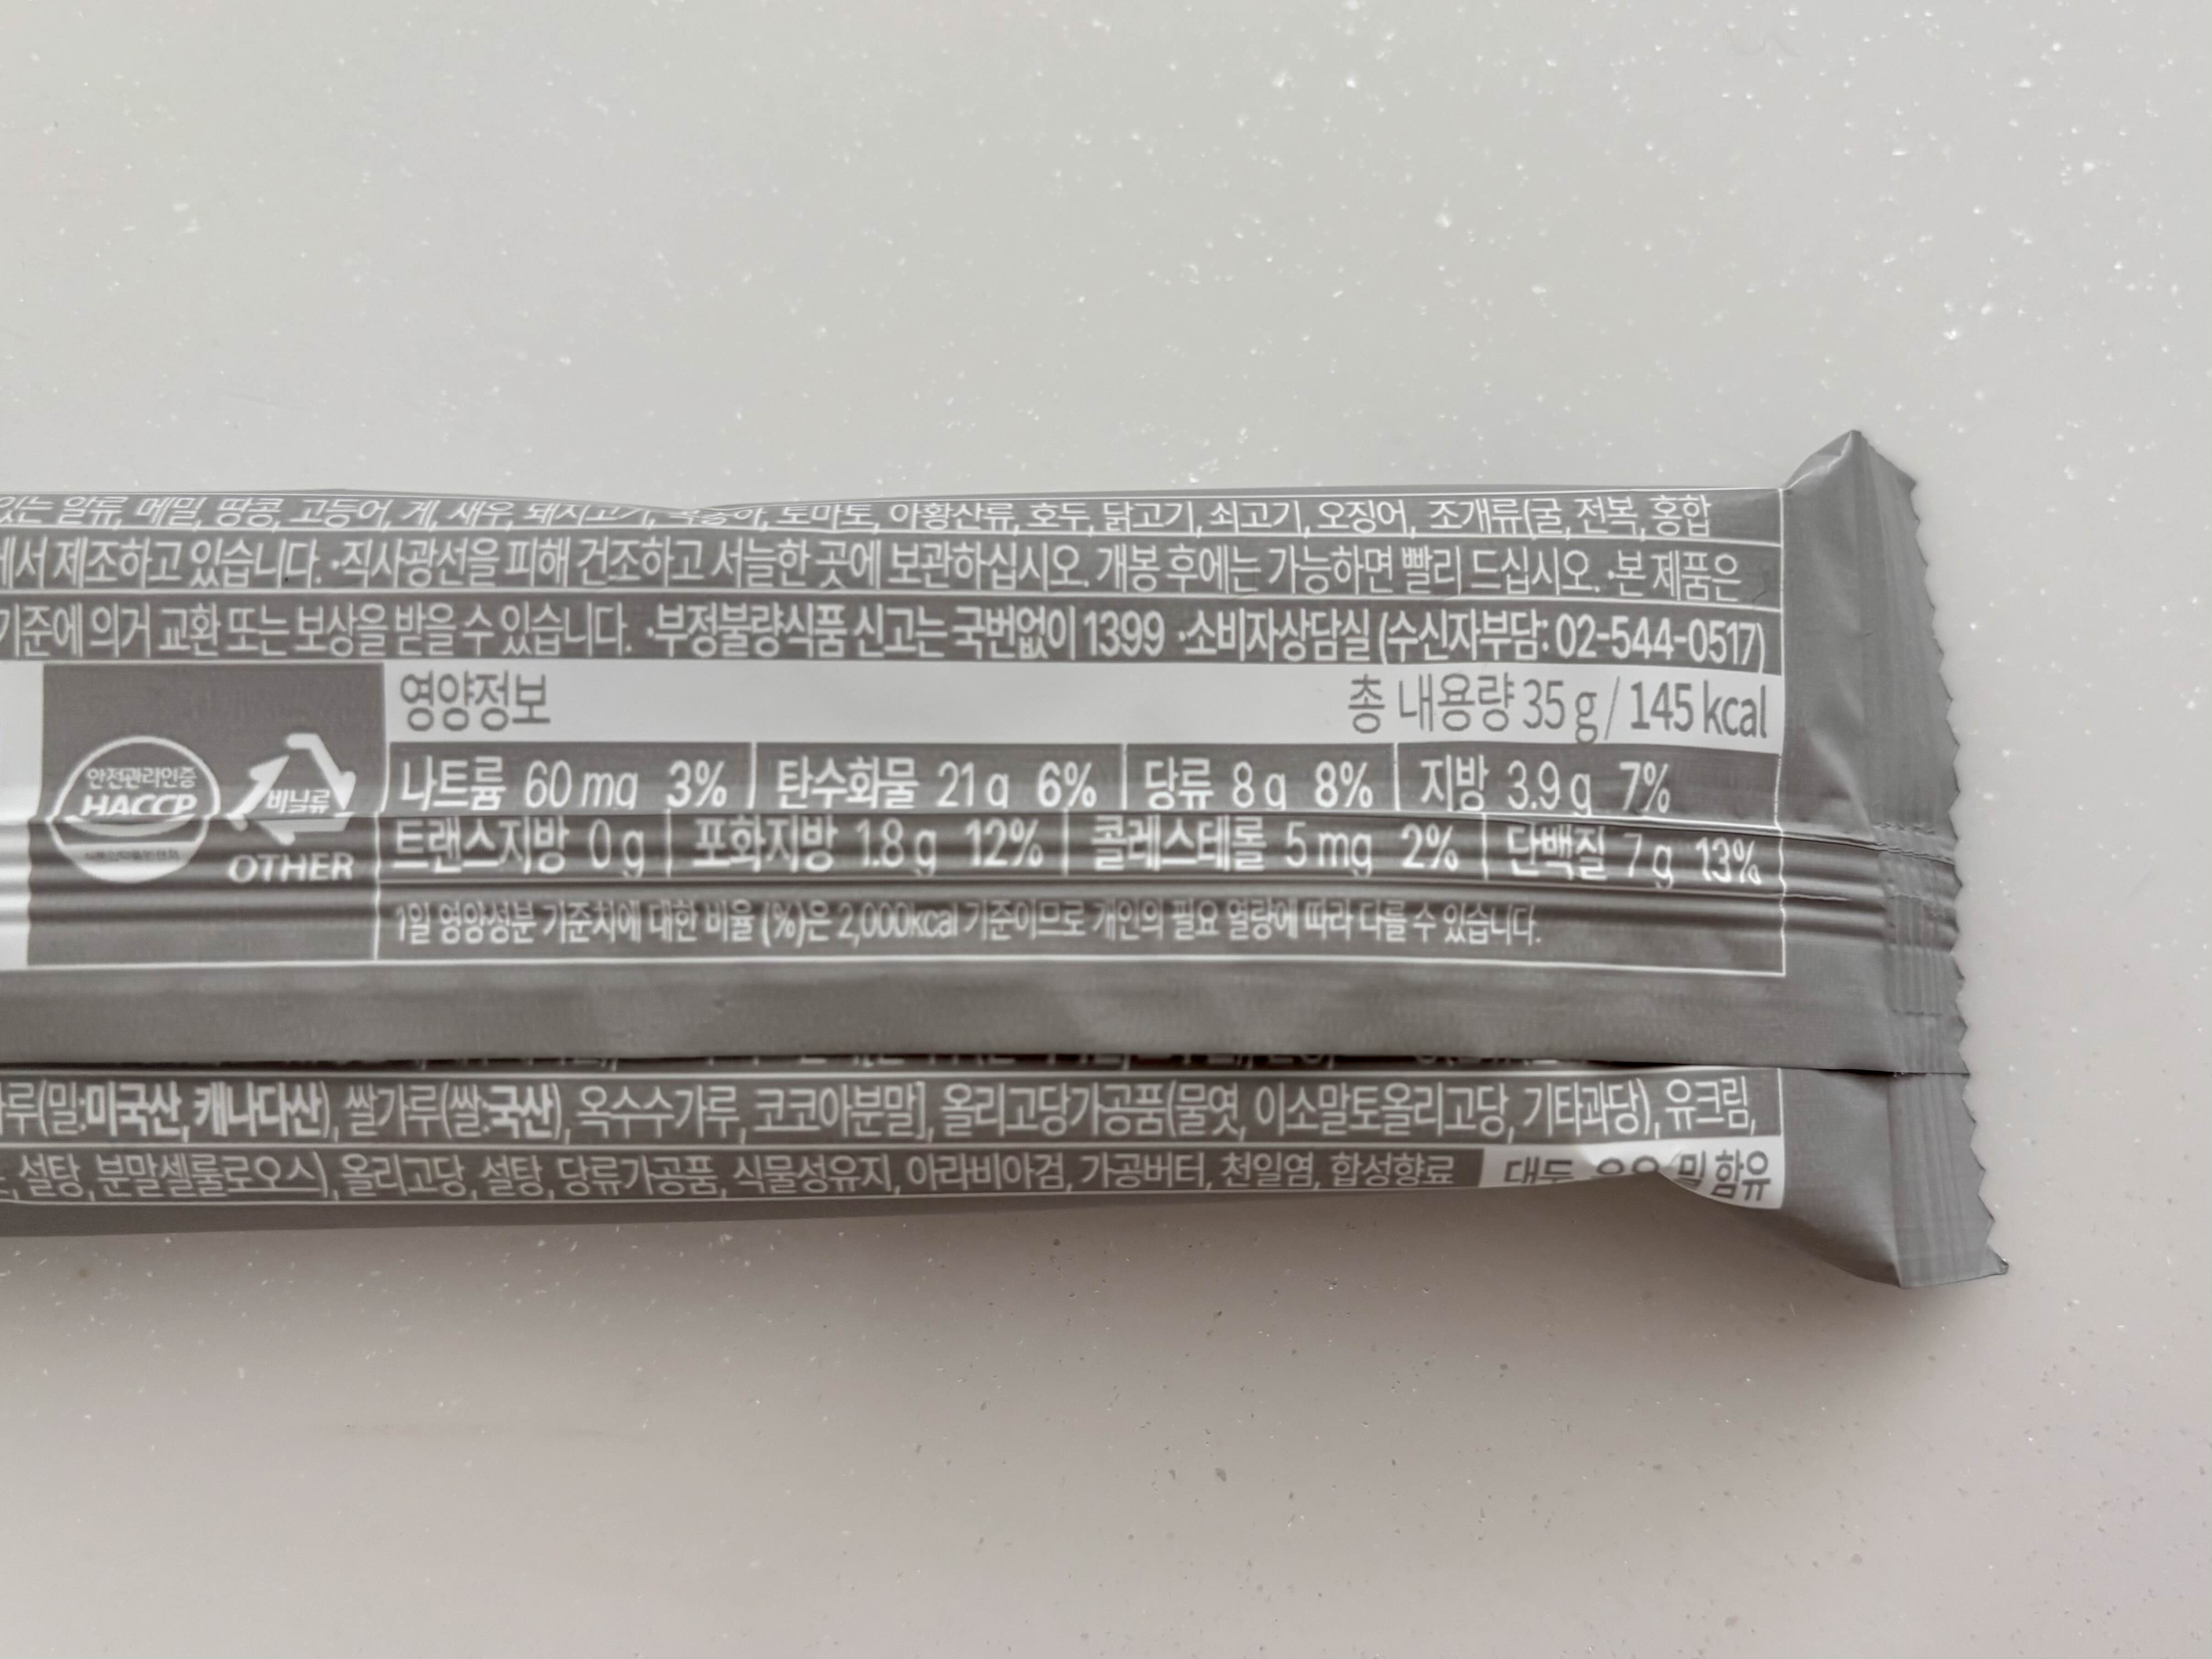 있는 알류, 메밀, 땅콩, 고등어, 게, 새우, 돼지고기, 복숭아, 토마토, 아황산류, 호두, 닭고기, 쇠고기, 오징어, 조개류(굴, 전복, 홍합
에서 제조하고 있습니다. •직사광선을 피해 건조하고 서늘한 곳에 보관하십시오. 개봉 후에는 가능하면 빨리 드십시오. •본 제품은
기준에 의거 교환 또는 보상을 받을 수 있습니다. •부정불량식품 신고는 국번없이 1399 •소비자상담실 (수신자부담: 02-544-0517)
영양정보 총 내용량 35 g / 145 kcal
안전관리인증
HACCP
비닐류
OTHER
나트륨 60 mg 3% 탄수화물 21 g 6% 당류 8 g 8% 지방 3.9 g 7%
트랜스지방 0 g 포화지방 1.8 g 12% 콜레스테롤 5 mg 2% 단백질 7 g 13%
1일 영양성분 기준치에 대한 비율 (%)은 2,000kcal 기준이므로 개인의 필요 열량에 따라 다를 수 있습니다.
가루(밀:미국산, 캐나다산), 쌀가루(쌀:국산), 옥수수가루, 코코아분말], 올리고당가공품(물엿, 이소말토올리고당, 기타과당), 유크림,
설탕, 분말셀룰로오스), 올리고당, 설탕, 당류가공품, 식물성유지, 아라비아검, 가공버터, 천일염, 합성향료 대두, 우유, 밀 함유